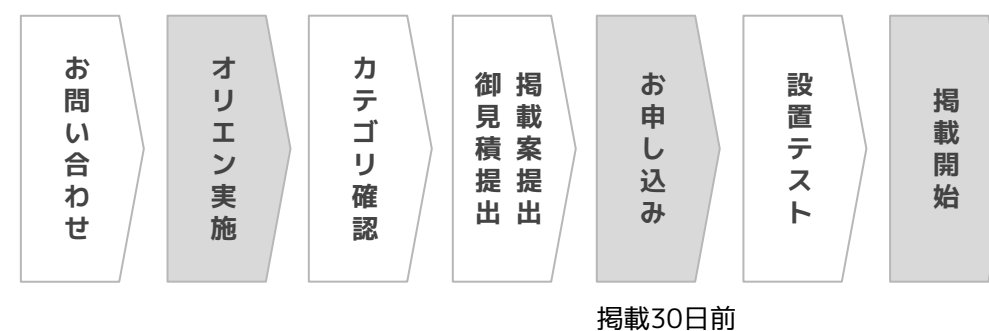 お問い合わせ
オリエン実施
カテゴリ確認
掲載案提出
御見積提出
お申し込み
設置テスト
掲載開始
掲載30日前